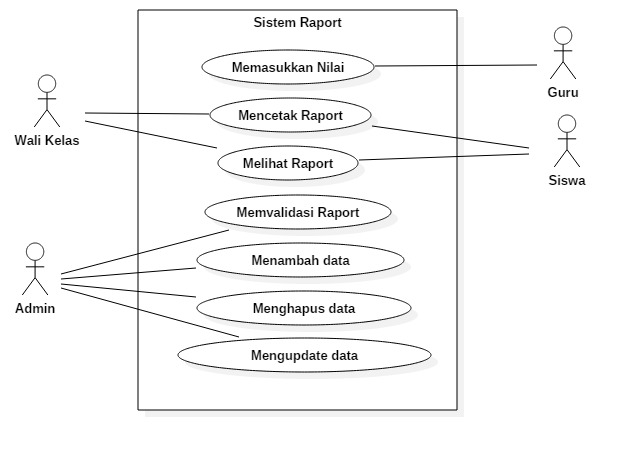 Sistem Raport
Memasukkan Nilai
Guru
Mencetak Raport
Wali Kelas
Melihat Raport
Siswa
Memvalidasi Raport
Menambah data
Admin
Menghapus data
Mengupdate data